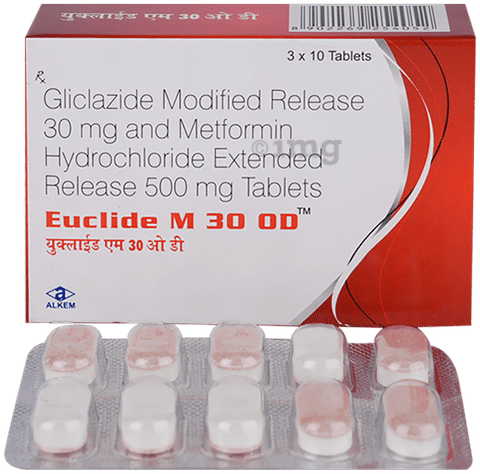 युक्लाईड एम 30 ओ डी
3 x 10 Tablets
Rx
Gliclazide Modified Release
30 mg and Metformin
Hydrochloride Extended
Release 500 mg Tablets
Euclide M 30 OD™
युक्लाईड एम 30 ओ डी
ALKEM
1mg